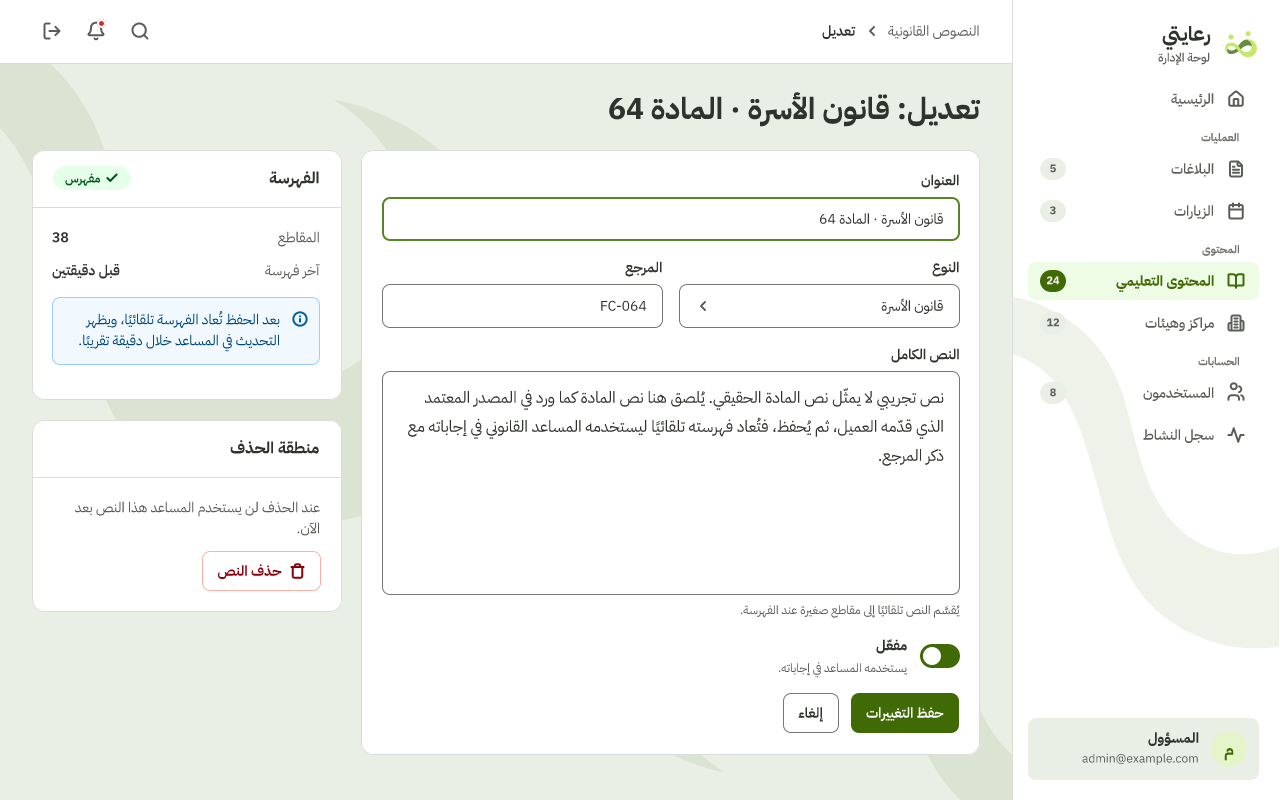 رعايتي
لوحة الإدارة
الرئيسية
العمليات
البلاغات 5
الزيارات 3
المحتوى
المحتوى التعليمي 24
مراكز وهيئات 12
الحسابات
المستخدمون 8
سجل النشاط
م
المسؤول
admin@example.com
النصوص القانونية
تعديل
تعديل: قانون الأسرة · المادة 64
العنوان
قانون الأسرة · المادة 64
النوع
قانون الأسرة
المرجع
FC-064
النص الكامل
نص تجريبي لا يمثّل نص المادة الحقيقي. يُلصق هنا نص المادة كما ورد في المصدر المعتمد
الذي قدّمه العميل، ثم يُحفظ، فتُعاد فهرسته تلقائيًا ليستخدمه المساعد القانوني في إجاباته مع
ذكر المرجع.
يُقسَّم النص تلقائيًا إلى مقاطع صغيرة عند الفهرسة.
مفعّل
يستخدمه المساعد في إجاباته.
حفظ التغييرات
إلغاء
الفهرسة
مفهرس
المقاطع 38
آخر فهرسة قبل دقيقتين
بعد الحفظ تُعاد الفهرسة تلقائيًا، ويظهر
التحديث في المساعد خلال دقيقة تقريبًا.
منطقة الحذف
عند الحذف لن يستخدم المساعد هذا النص بعد
الآن.
حذف النص